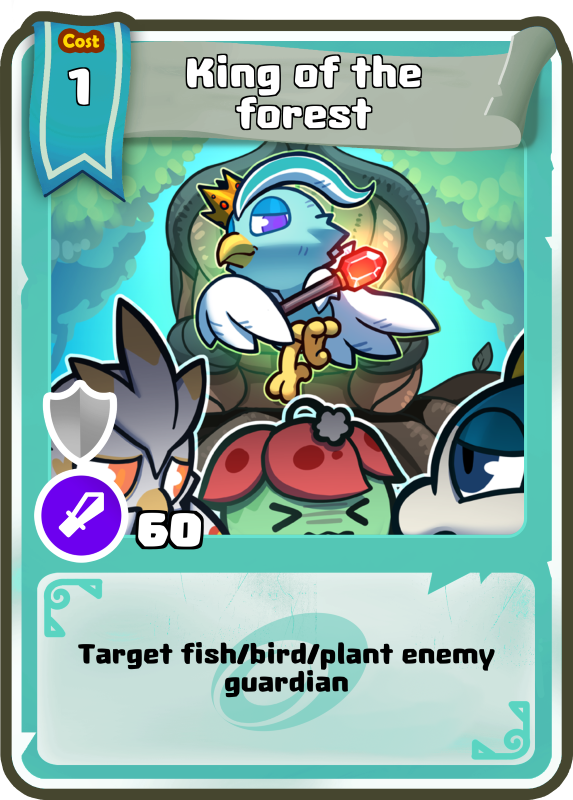 Cost
1
King of the
forest
60
Target fish/bird/plant enemy
guardian